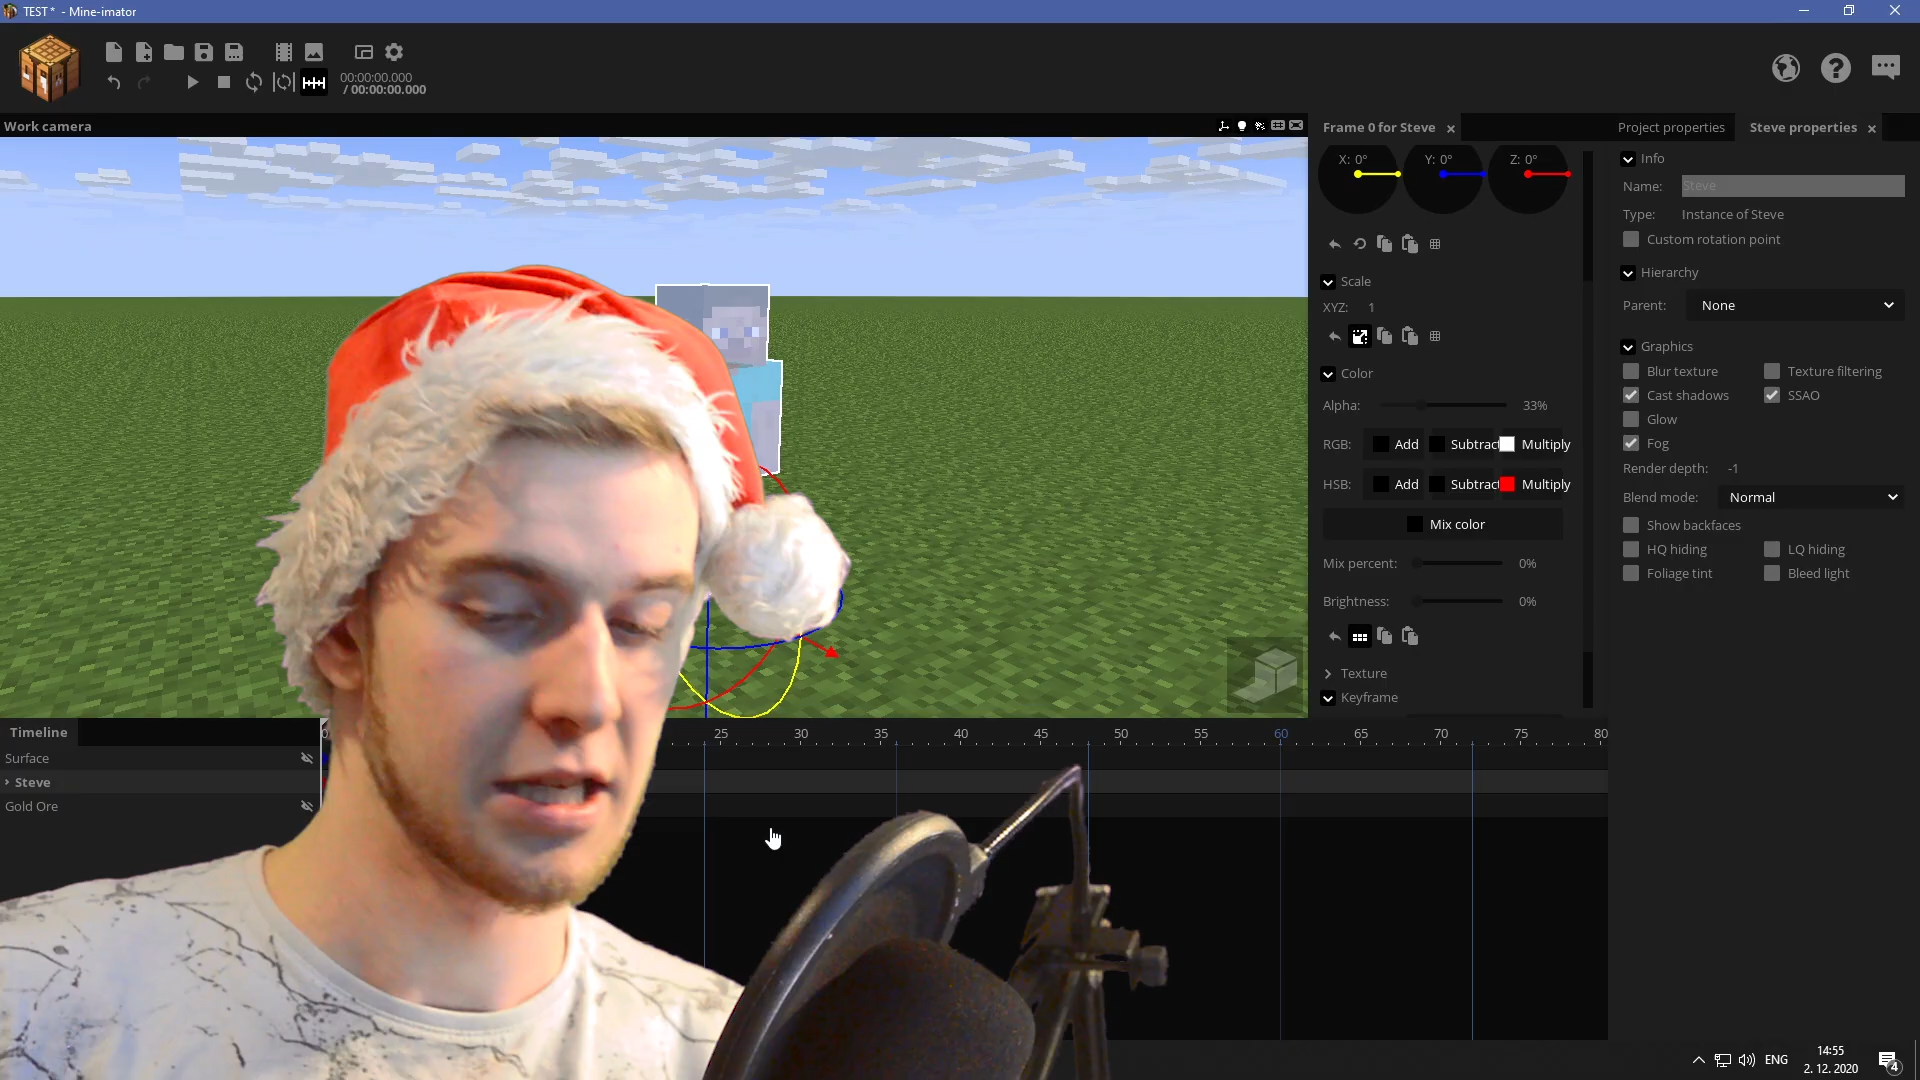 TEST* - Mine-imator
00:00:00.000
/ 00:00:00.000
Work camera
Frame 0 for Steve
Project properties
Steve properties
X: 0°
Y: 0°
Z: 0°
Scale
XYZ: 1
Color
Alpha: 33%
RGB: Add Subtract Multiply
HSB: Add Subtract Multiply
Mix color
Mix percent: 0%
Brightness: 0%
Texture
Keyframe
Info
Name: Steve
Type: Instance of Steve
Custom rotation point
Hierarchy
Parent: None
Graphics
Blur texture Texture filtering
Cast shadows SSAO
Glow
Fog
Render depth: -1
Blend mode: Normal
Show backfaces
HQ hiding LQ hiding
Foliage tint Bleed light
Timeline
0 25 30 35 40 45 50 55 60 65 70 75 80
Surface
Steve
Gold Ore
ENG
14:55
2. 12. 2020
4